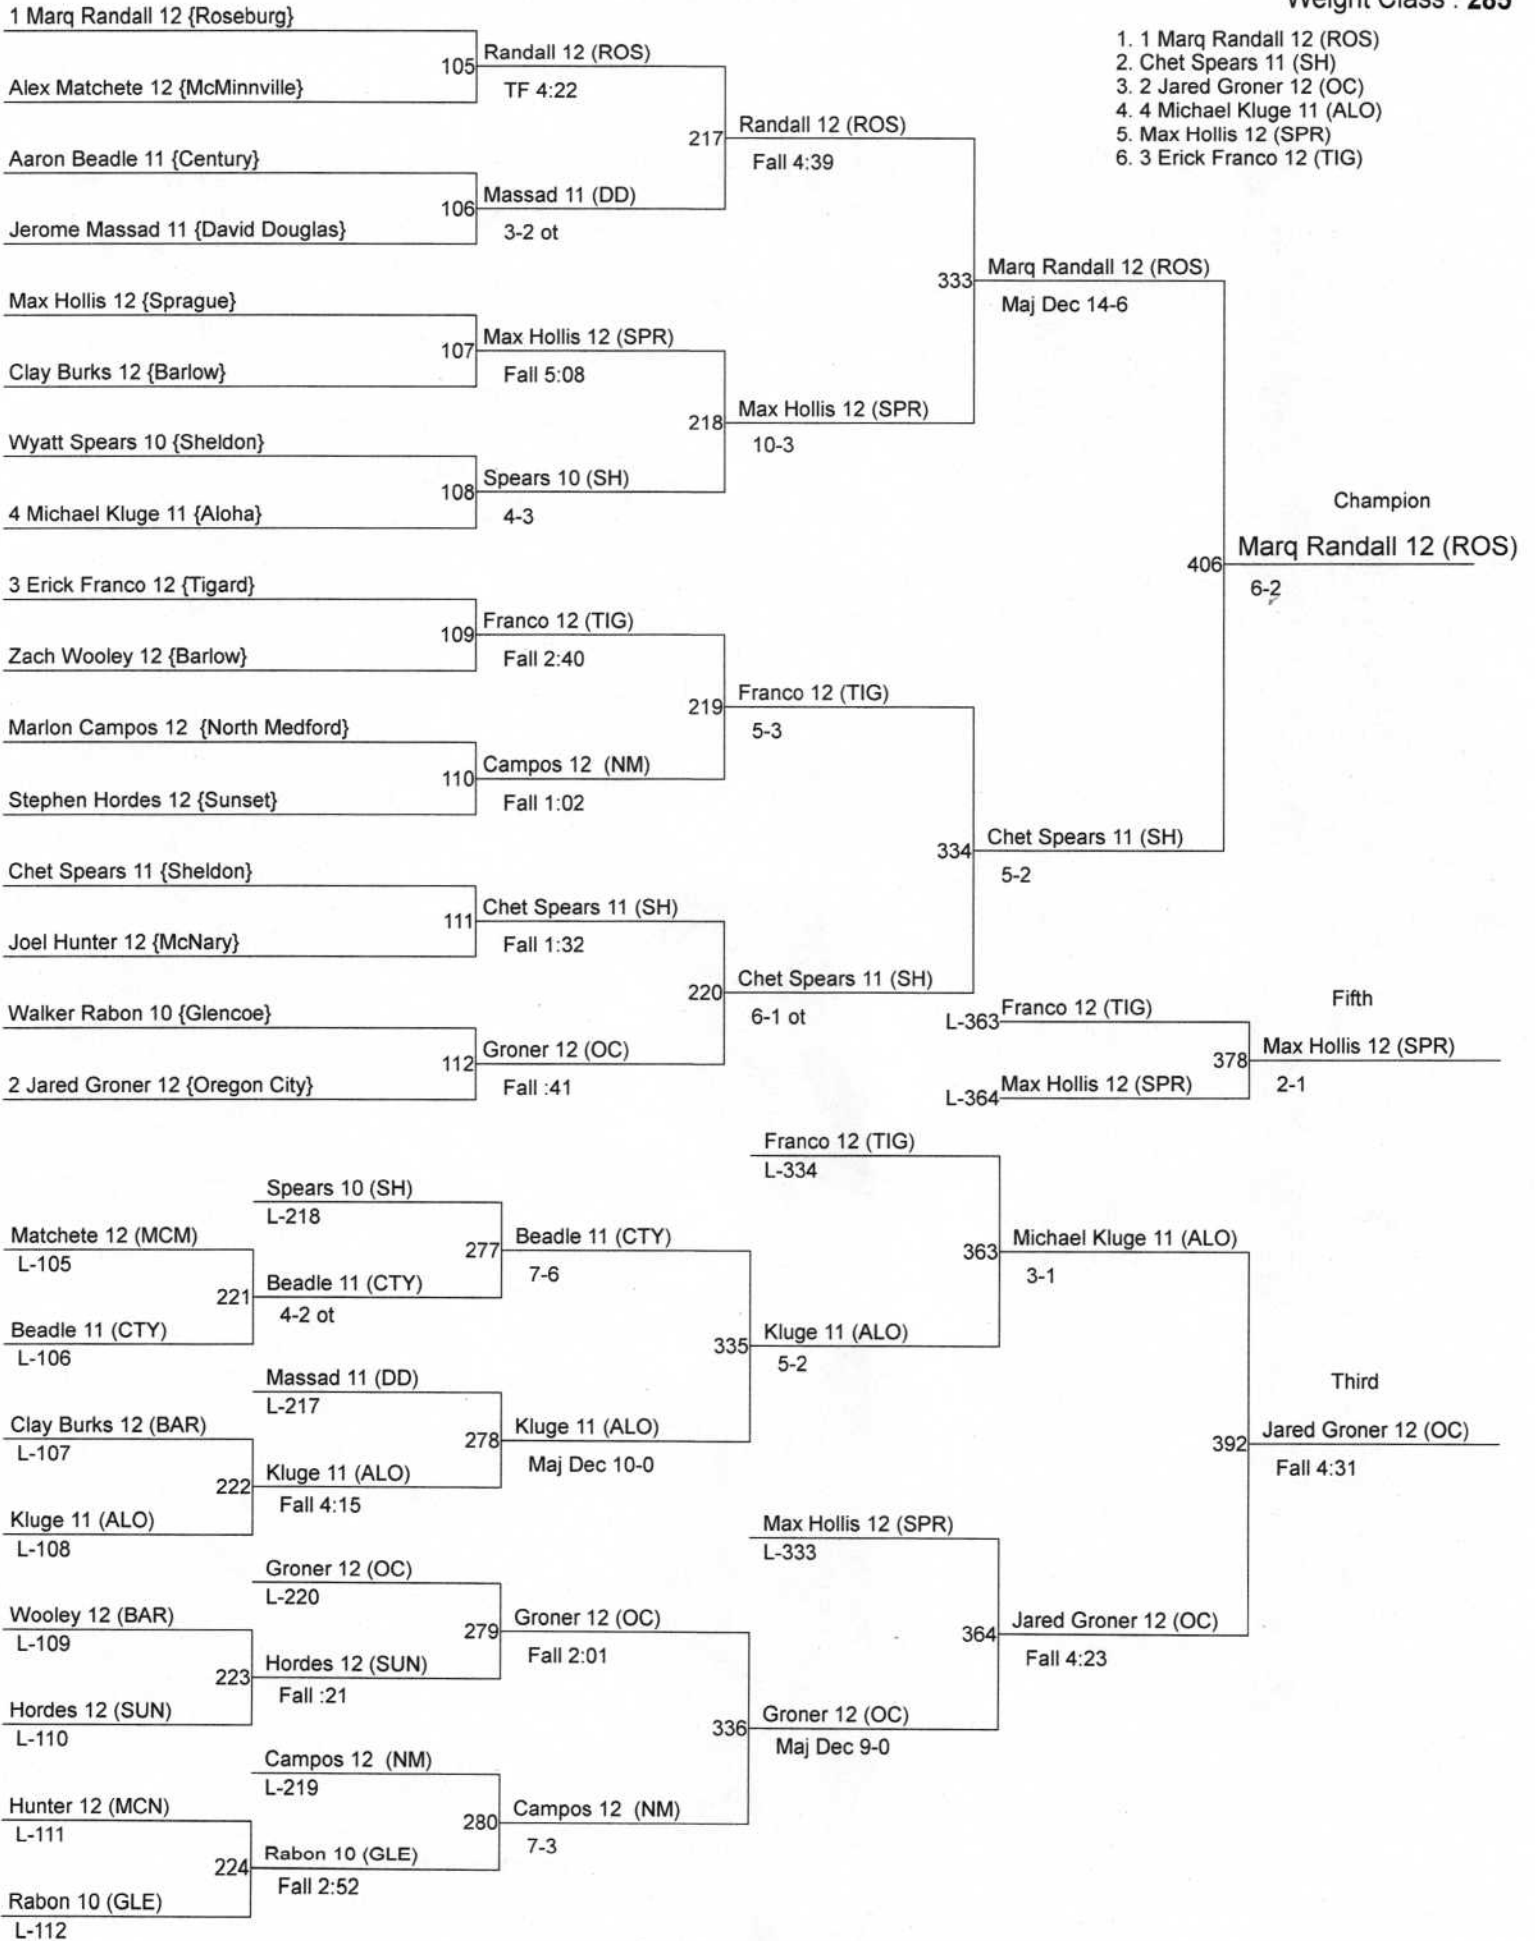 Weight Class : 285
1. 1 Marq Randall 12 (ROS)
2. Chet Spears 11 (SH)
3. 2 Jared Groner 12 (OC)
4. 4 Michael Kluge 11 (ALO)
5. Max Hollis 12 (SPR)
6. 3 Erick Franco 12 (TIG)
1 Marq Randall 12 {Roseburg}
105
Randall 12 (ROS)
TF 4:22
Alex Matchete 12 {McMinnville}
217
Randall 12 (ROS)
Fall 4:39
Aaron Beadle 11 {Century}
106
Massad 11 (DD)
3-2 ot
Jerome Massad 11 {David Douglas}
333
Marq Randall 12 (ROS)
Maj Dec 14-6
Max Hollis 12 {Sprague}
107
Max Hollis 12 (SPR)
Fall 5:08
Clay Burks 12 {Barlow}
218
Max Hollis 12 (SPR)
10-3
Wyatt Spears 10 {Sheldon}
108
Spears 10 (SH)
4-3
4 Michael Kluge 11 {Aloha}
Champion
406
Marq Randall 12 (ROS)
6-2
3 Erick Franco 12 {Tigard}
109
Franco 12 (TIG)
Fall 2:40
Zach Wooley 12 {Barlow}
219
Franco 12 (TIG)
5-3
Marlon Campos 12 {North Medford}
110
Campos 12 (NM)
Fall 1:02
Stephen Hordes 12 {Sunset}
334
Chet Spears 11 (SH)
5-2
Chet Spears 11 {Sheldon}
111
Chet Spears 11 (SH)
Fall 1:32
Joel Hunter 12 {McNary}
220
Chet Spears 11 (SH)
6-1 ot
Walker Rabon 10 {Glencoe}
112
Groner 12 (OC)
Fall :41
2 Jared Groner 12 {Oregon City}
Fifth
L-363
Franco 12 (TIG)
378
Max Hollis 12 (SPR)
2-1
L-364
Max Hollis 12 (SPR)
Franco 12 (TIG)
L-334
Spears 10 (SH)
L-218
Matchete 12 (MCM)
L-105
277
Beadle 11 (CTY)
7-6
363
Michael Kluge 11 (ALO)
3-1
221
Beadle 11 (CTY)
4-2 ot
Beadle 11 (CTY)
L-106
335
Kluge 11 (ALO)
5-2
Massad 11 (DD)
L-217
Third
Clay Burks 12 (BAR)
L-107
278
Kluge 11 (ALO)
Maj Dec 10-0
392
Jared Groner 12 (OC)
Fall 4:31
222
Kluge 11 (ALO)
Fall 4:15
Kluge 11 (ALO)
L-108
Max Hollis 12 (SPR)
L-333
Groner 12 (OC)
L-220
Wooley 12 (BAR)
L-109
279
Groner 12 (OC)
Fall 2:01
364
Jared Groner 12 (OC)
Fall 4:23
223
Hordes 12 (SUN)
Fall :21
Hordes 12 (SUN)
L-110
336
Groner 12 (OC)
Maj Dec 9-0
Campos 12 (NM)
L-219
Hunter 12 (MCN)
L-111
280
Campos 12 (NM)
7-3
224
Rabon 10 (GLE)
Fall 2:52
Rabon 10 (GLE)
L-112